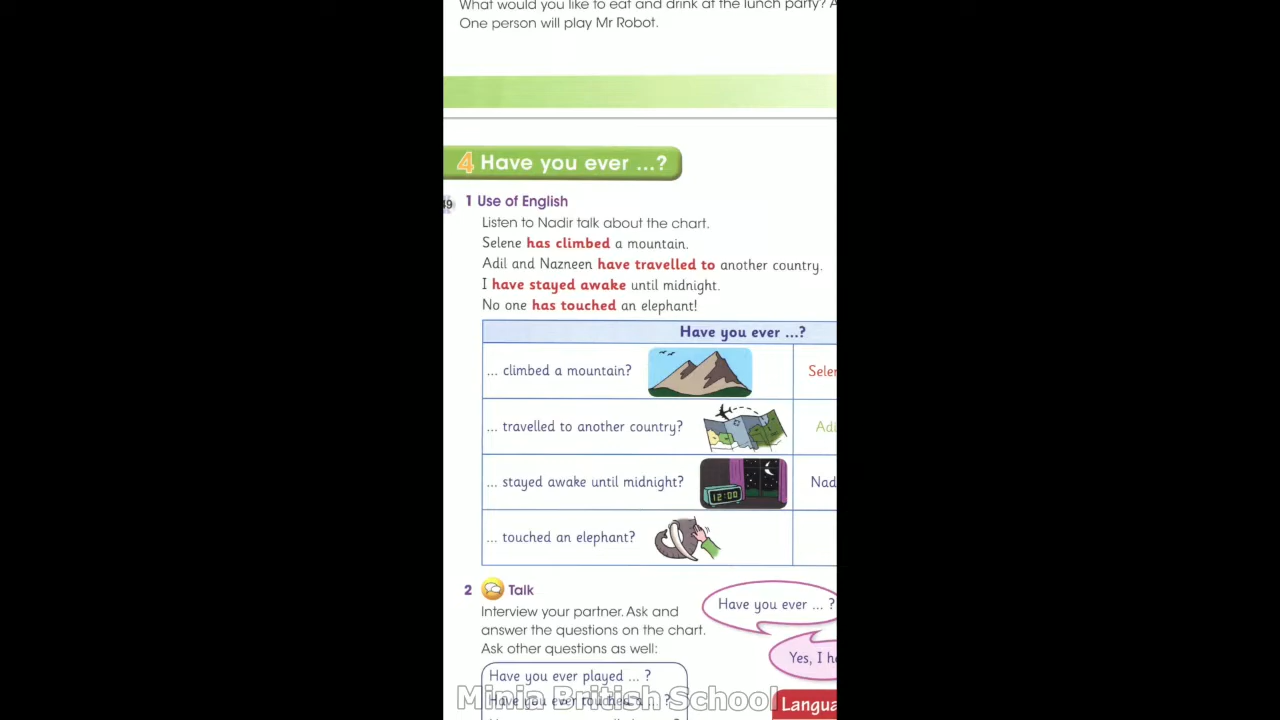 What would you like to eat and drink at the lunch party?
One person will play Mr Robot.
4 Have you ever ...?
1 Use of English
Listen to Nadir talk about the chart.
Selene has climbed a mountain.
Adil and Nazneen have travelled to another country.
I have stayed awake until midnight.
No one has touched an elephant!
Have you ever ...?
... climbed a mountain?
... travelled to another country?
... stayed awake until midnight?
12:00
... touched an elephant?
2 Talk
Interview your partner. Ask and
answer the questions on the chart.
Ask other questions as well:
Have you ever ... ?
Yes, I
Have you ever played ... ?
Have you ever touched a ... ?
Minia British School